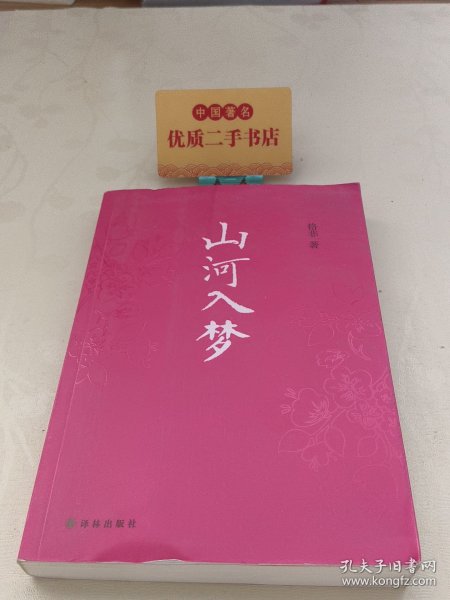 中国著名
优质二手书店
格非 著
山河入梦
译林出版社
孔夫子旧书网
www.kongfz.com